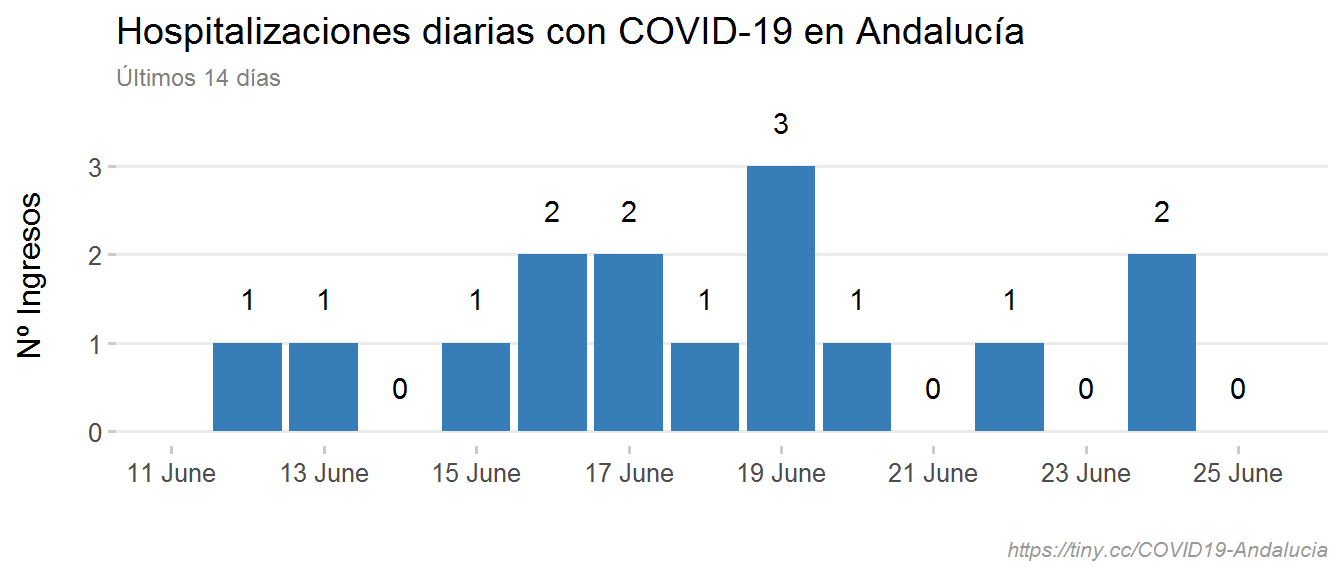 Hospitalizaciones diarias con COVID-19 en Andalucía
Últimos 14 días
Nº Ingresos
3
2
1
0
1
1
0
1
2
2
1
3
1
0
1
0
2
0
11 June
13 June
15 June
17 June
19 June
21 June
23 June
25 June
https://tiny.cc/COVID19-Andalucia